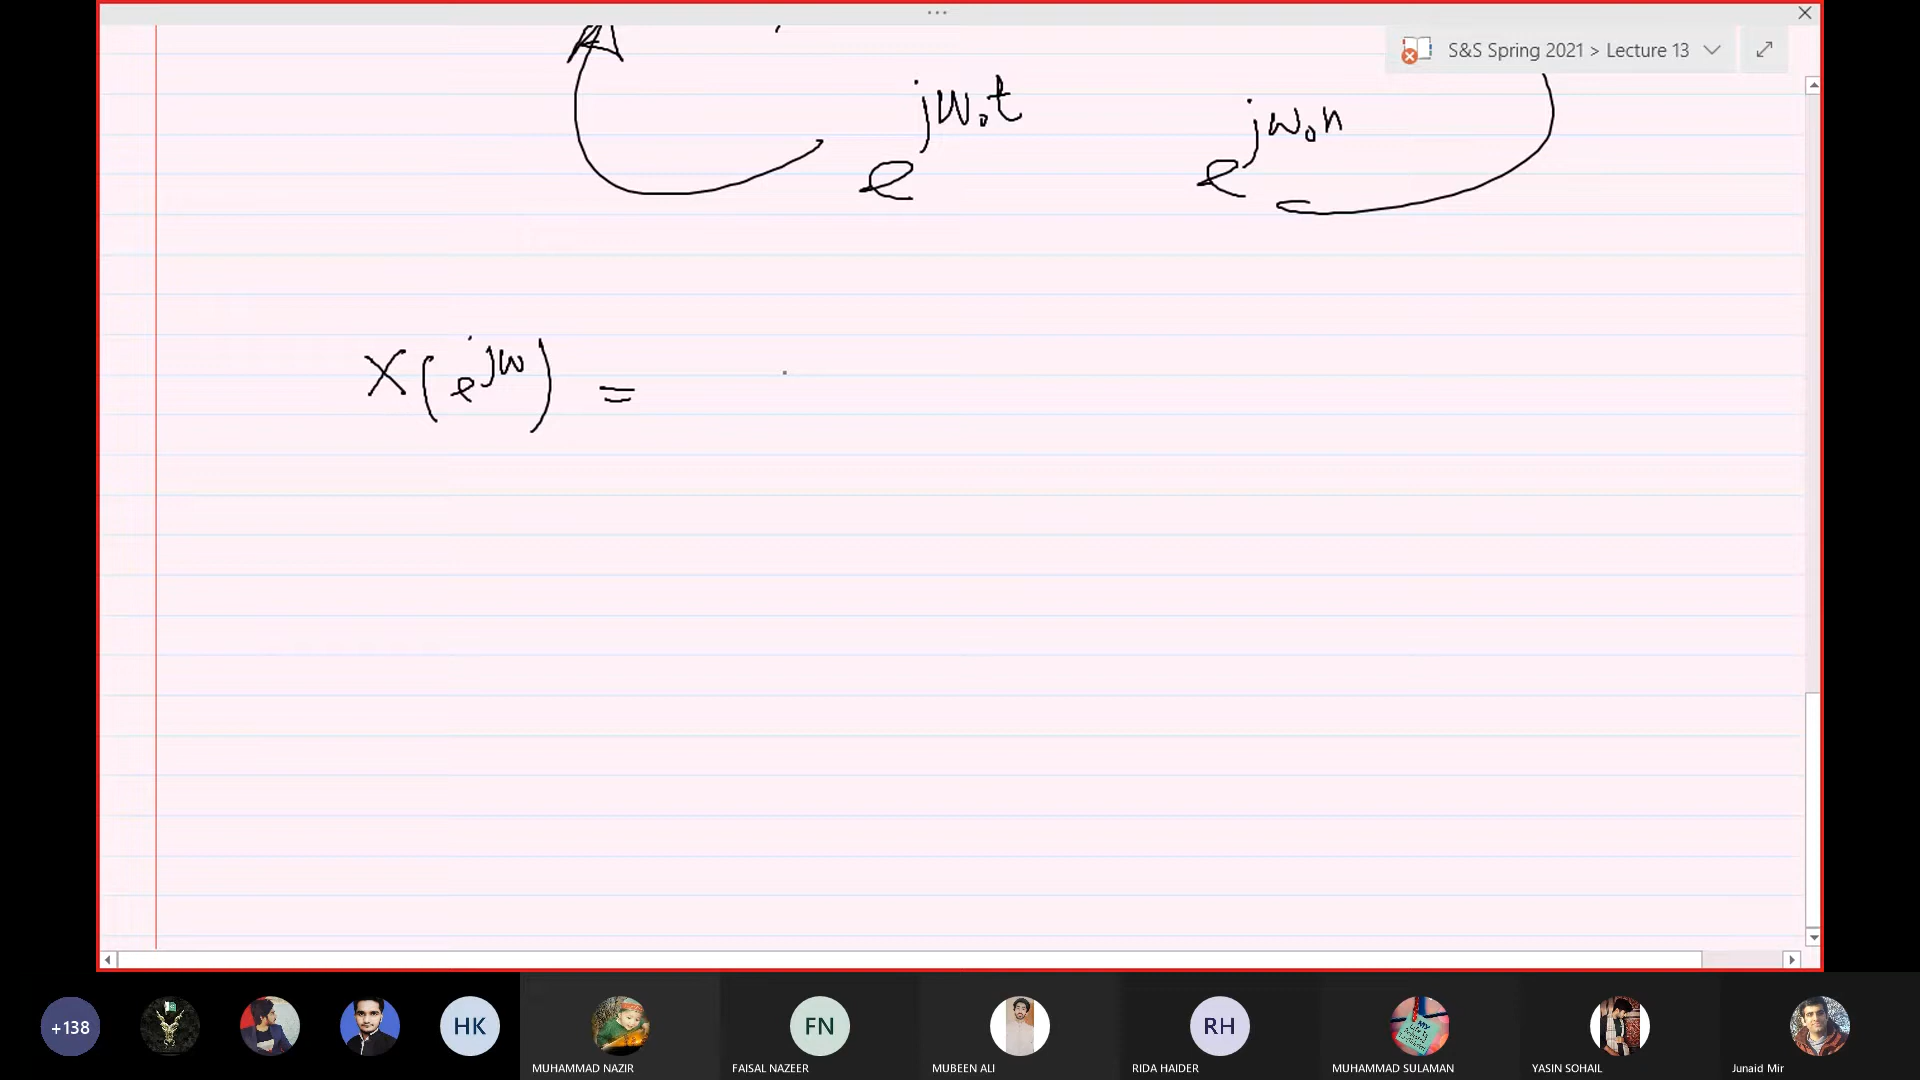 S&S Spring 2021 > Lecture 13
e^{jω₀t} e^{jω₀n}
X(e^{jω}) =
+138
HK
FN
RH
MUHAMMAD NAZIR
FAISAL NAZEER
MUBEEN ALI
RIDA HAIDER
MUHAMMAD SULAMAN
YASIN SOHAIL
Junaid Mir